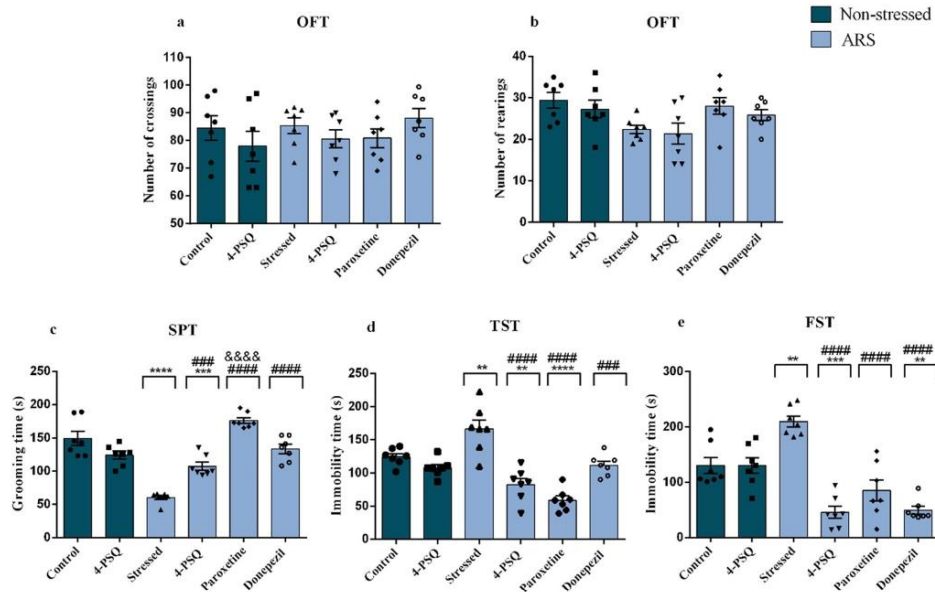 a OFT
b OFT
Non-stressed
ARS
Number of crossings
100
90
80
70
60
50
Control
4-PSQ
Stressed
4-PSQ
Paroxetine
Donepezil
Number of rearings
40
30
20
10
0
Control
4-PSQ
Stressed
4-PSQ
Paroxetine
Donepezil
c SPT
Grooming time (s)
250
200
150
100
50
0
****
###
***
&&&&
####
####
Control
4-PSQ
Stressed
4-PSQ
Paroxetine
Donepezil
d TST
Immobility time (s)
250
200
150
100
50
0
**
####
**
####
****
###
Control
4-PSQ
Stressed
4-PSQ
Paroxetine
Donepezil
e FST
Immobility time (s)
300
200
100
0
**
####
***
####
####
**
Control
4-PSQ
Stressed
4-PSQ
Paroxetine
Donepezil